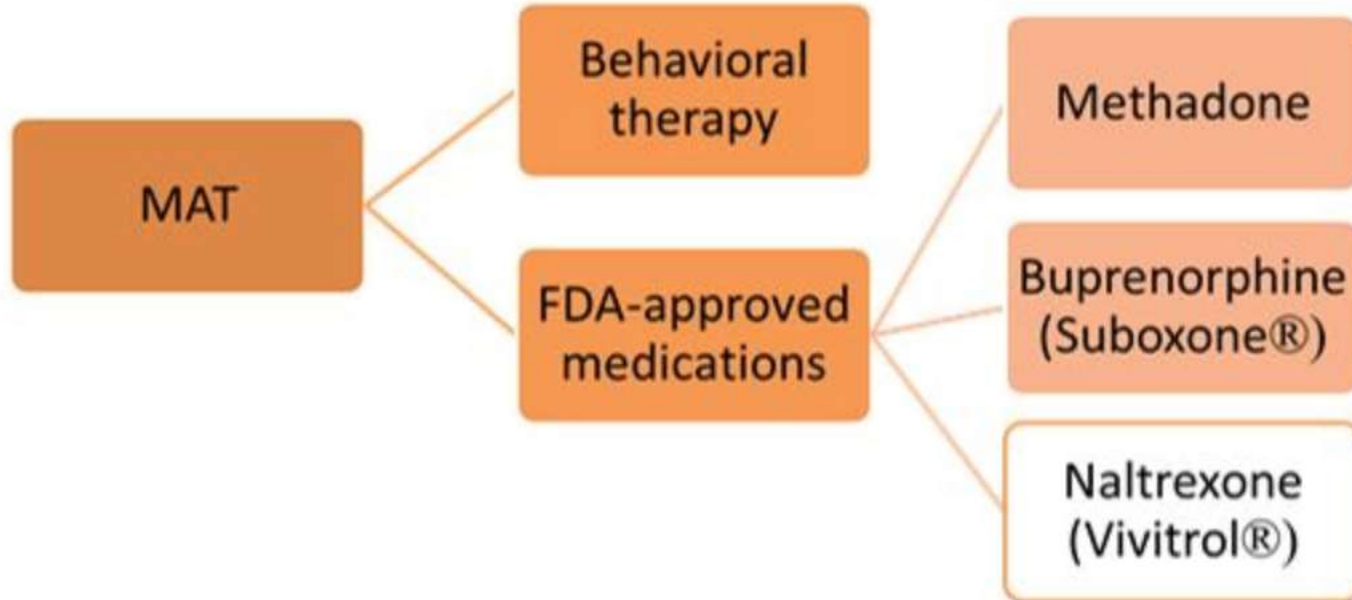 MAT
Behavioral
therapy
FDA-approved
medications
Methadone
Buprenorphine
(Suboxone®)
Naltrexone
(Vivitrol®)